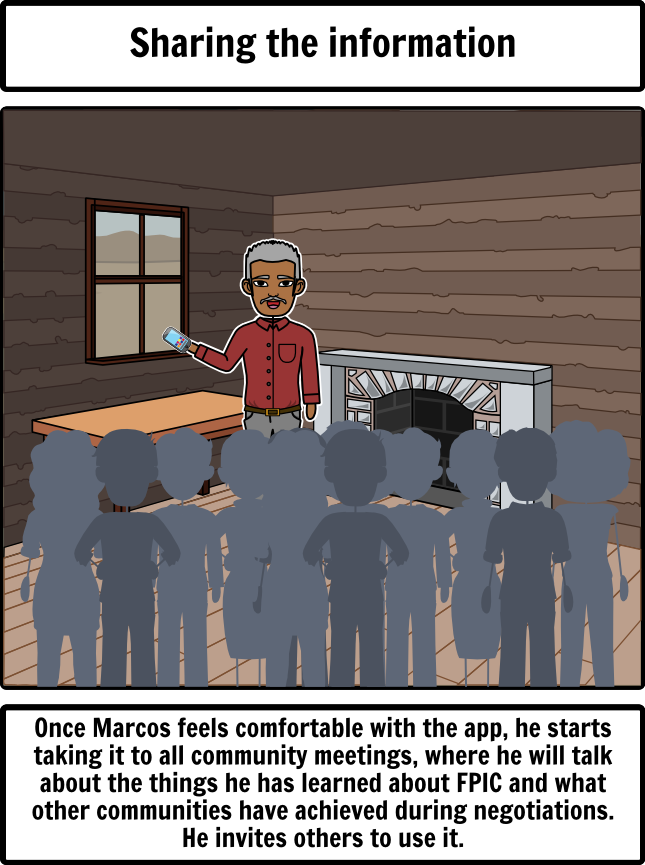 Sharing the information
Once Marcos feels comfortable with the app, he starts
taking it to all community meetings, where he will talk
about the things he has learned about FPIC and what
other communities have achieved during negotiations.
He invites others to use it.